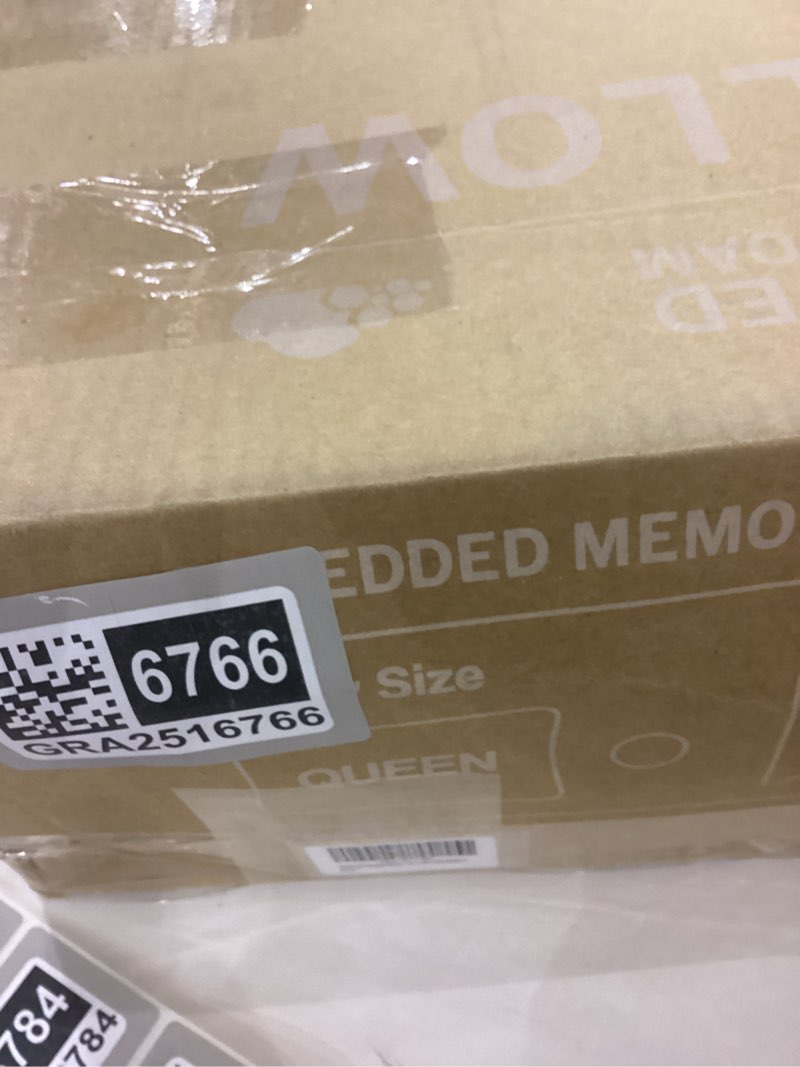 LLOW
ED
OAM
EDDED MEMO
Size
QUEEN
6766
GRA2516766
784
784